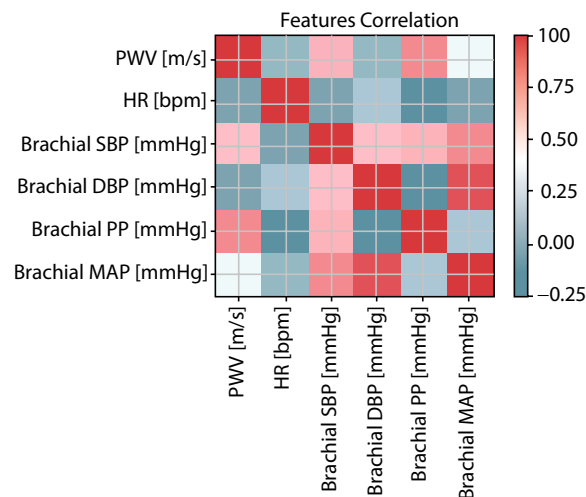 Features Correlation
PWV [m/s]
HR [bpm]
Brachial SBP [mmHg]
Brachial DBP [mmHg]
Brachial PP [mmHg]
Brachial MAP [mmHg]
100
0.75
0.50
0.25
0.00
−0.25
PWV [m/s]
HR [bpm]
Brachial SBP [mmHg]
Brachial DBP [mmHg]
Brachial PP [mmHg]
Brachial MAP [mmHg]